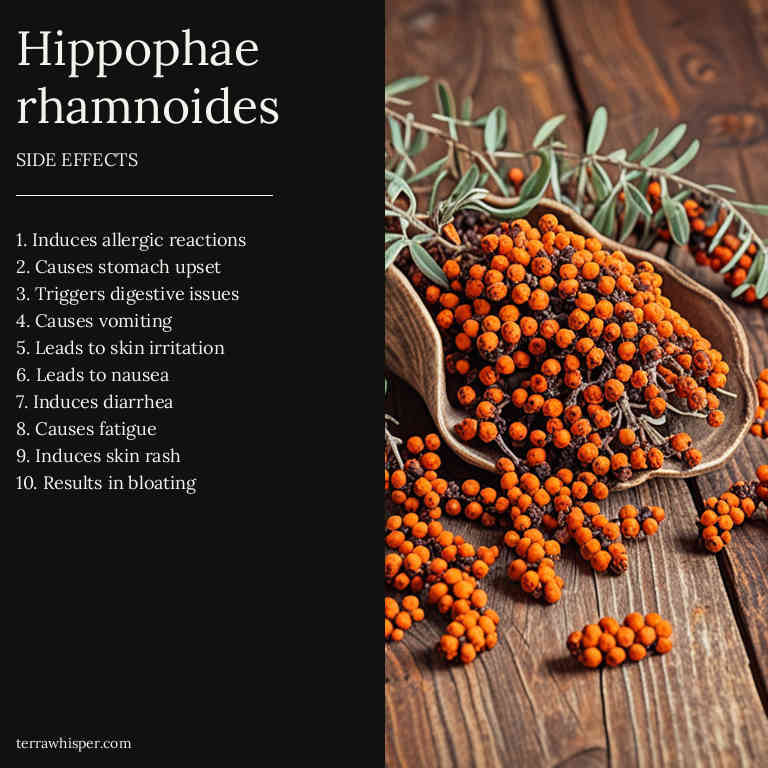 Hippophae
rhamnoides
SIDE EFFECTS
1. Induces allergic reactions
2. Causes stomach upset
3. Triggers digestive issues
4. Causes vomiting
5. Leads to skin irritation
6. Leads to nausea
7. Induces diarrhea
8. Causes fatigue
9. Induces skin rash
10. Results in bloating
terrawhisper.com